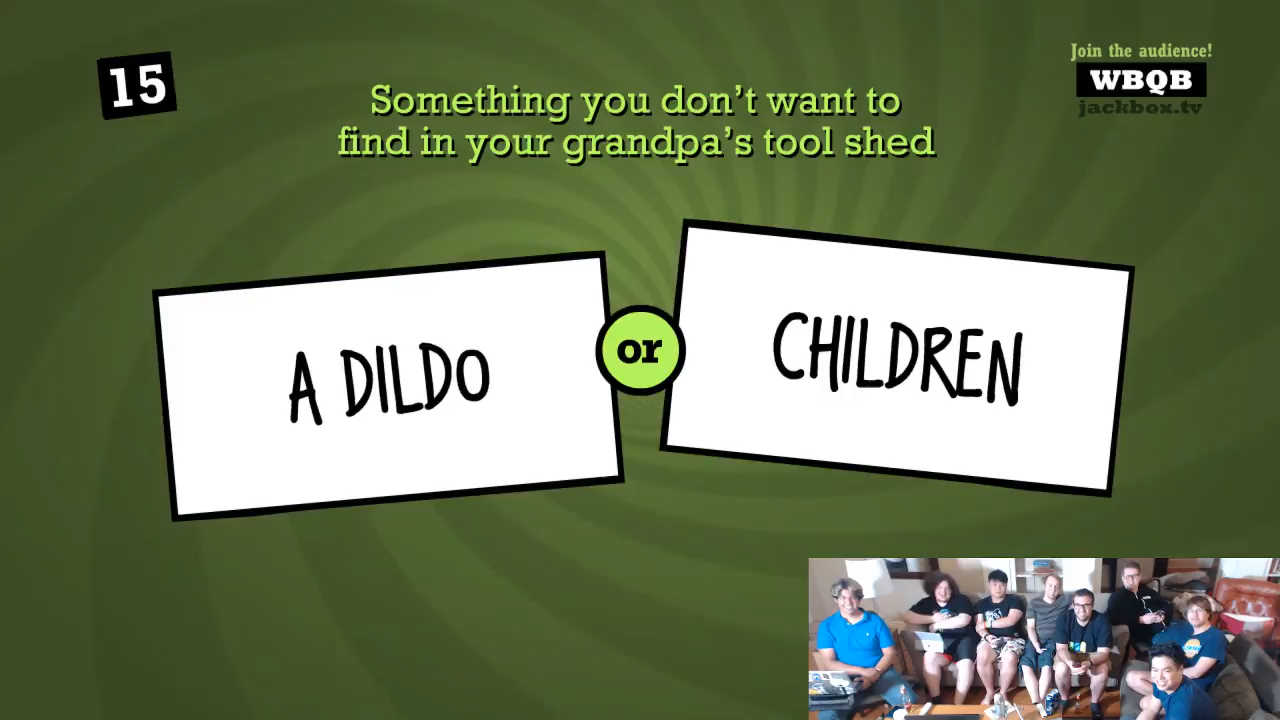 15
Join the audience!
WBQB
jackbox.tv
Something you don't want to
find in your grandpa's tool shed
A DILDO
or
CHILDREN